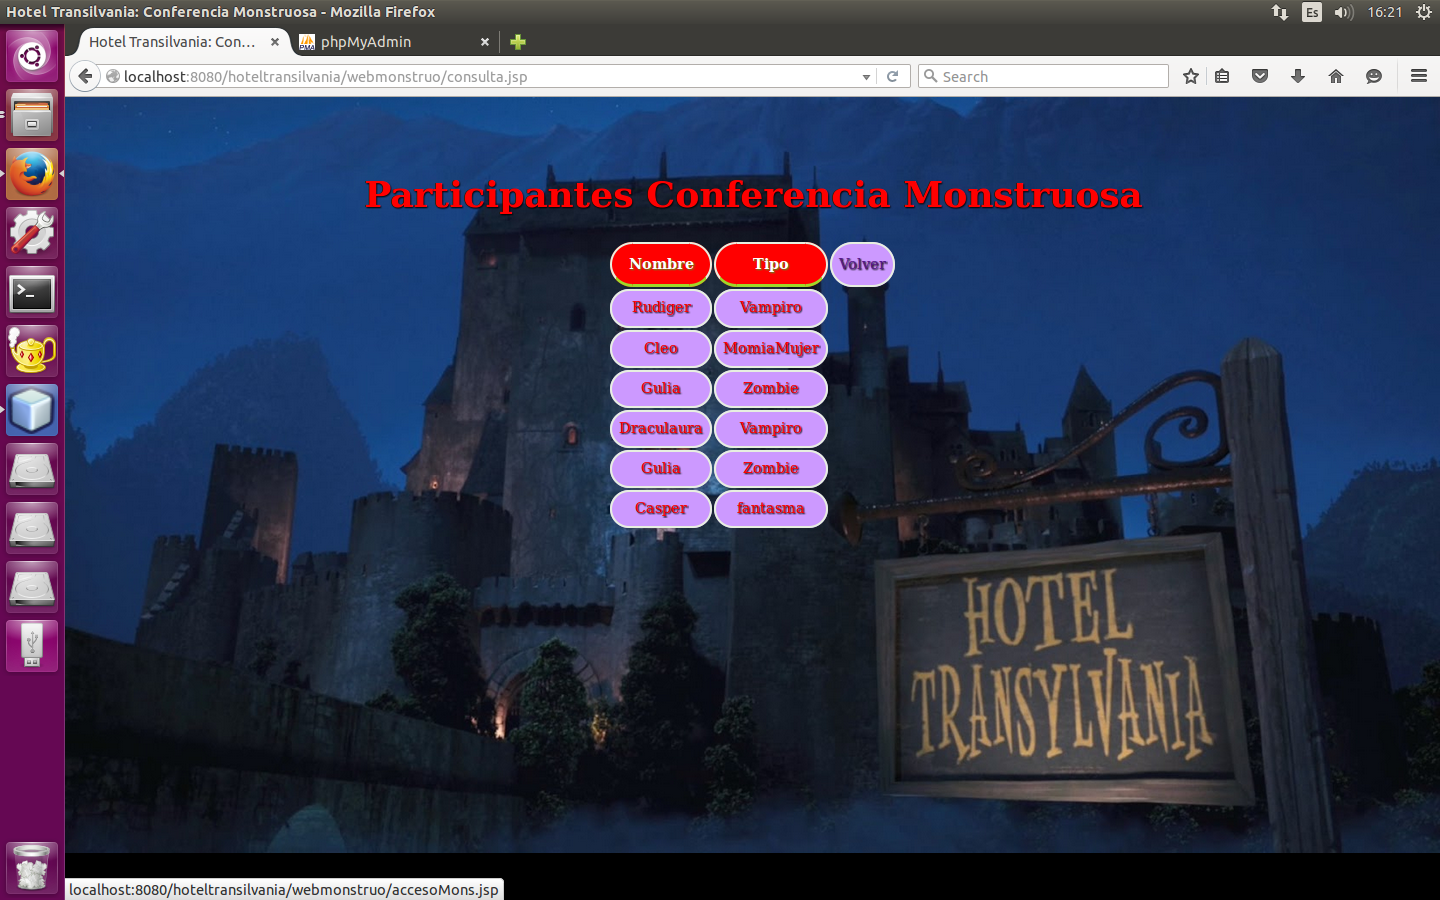 Hotel Transilvania: Conferencia Monstruosa - Mozilla Firefox
Es
16:21
Hotel Transilvania: Con...
phpMyAdmin
localhost:8080/hoteltransilvania/webmonstruo/consulta.jsp
Search
Participantes Conferencia Monstruosa
Nombre Tipo Volver
Rudiger Vampiro
Cleo MomiaMujer
Gulia Zombie
Draculaura Vampiro
Gulia Zombie
Casper fantasma
HOTEL
TRANSYLVANIA
localhost:8080/hoteltransilvania/webmonstruo/accesoMons.jsp